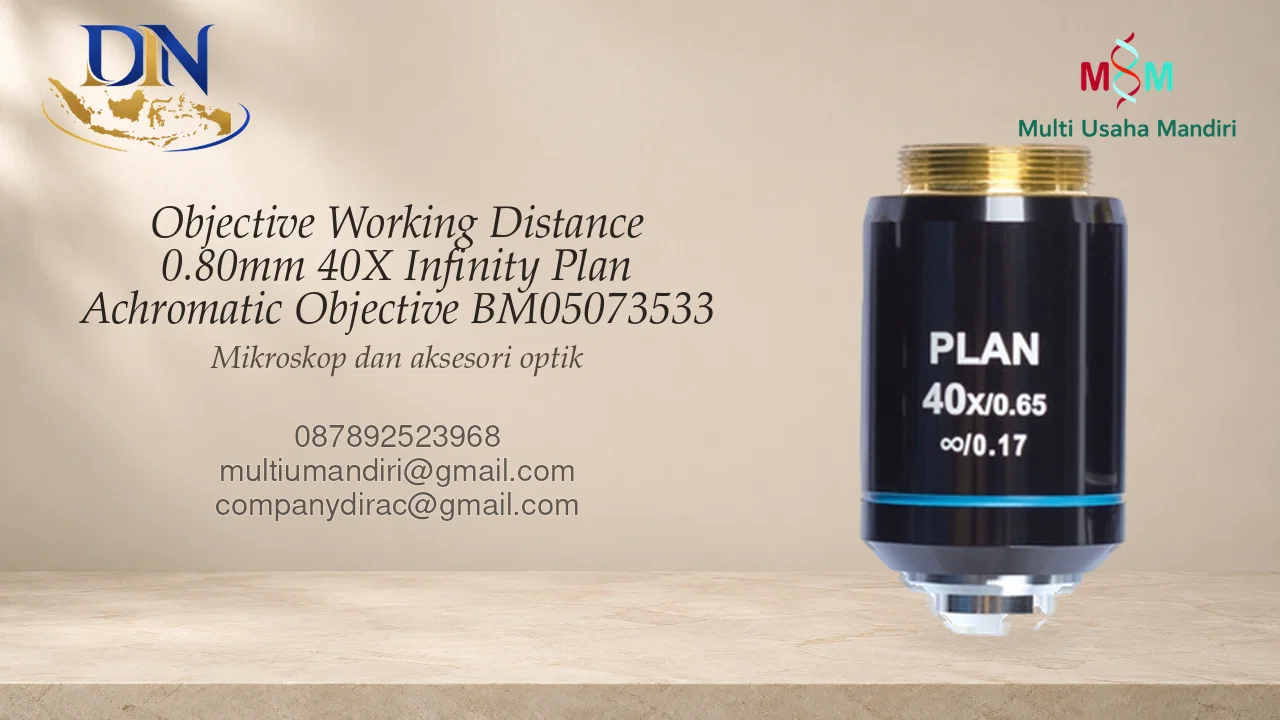 DN
M M
Multi Usaha Mandiri
Objective Working Distance
0.80mm 40X Infinity Plan
Achromatic Objective BM05073533
Mikroskop dan aksesori optik
087892523968
multiumandiri@gmail.com
companydirac@gmail.com
PLAN
40X/0.65
∞/0.17